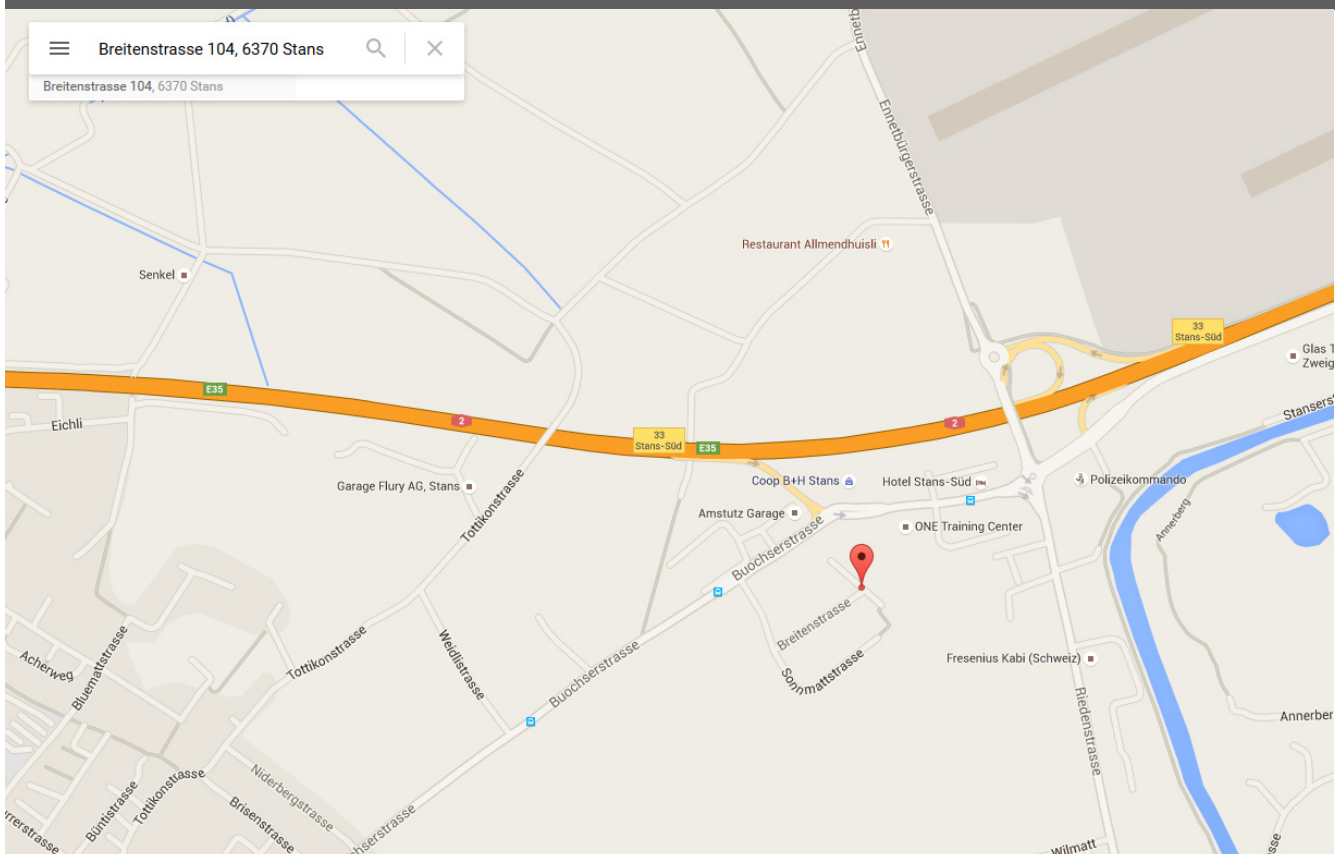 Breitenstrasse 104, 6370 Stans
Breitenstrasse 104, 6370 Stans
Ennetbürgerstrasse
Restaurant Allmendhuisli
Senkel
33
Stans-Süd
Glas T
Zweig
E35
2
2
Eichli
33
Stans-Süd
E35
Stanserst
Garage Flury AG, Stans
Coop B+H Stans
Hotel Stans-Süd
Polizeikommando
Tottikonstrasse
Amstutz Garage
ONE Training Center
Annerberg
Buochserstrasse
Breitenstrasse
Sonnmattstrasse
Bluemattstrasse
Acherweg
Tottikonstrasse
Weidlistrasse
Buochserstrasse
Fresenius Kabi (Schweiz)
Riedenstrasse
Annerber
Niderbergstrasse
Tottikonstrasse
Büntistrasse
Brisenstrasse
chserstrasse
Wilmatt